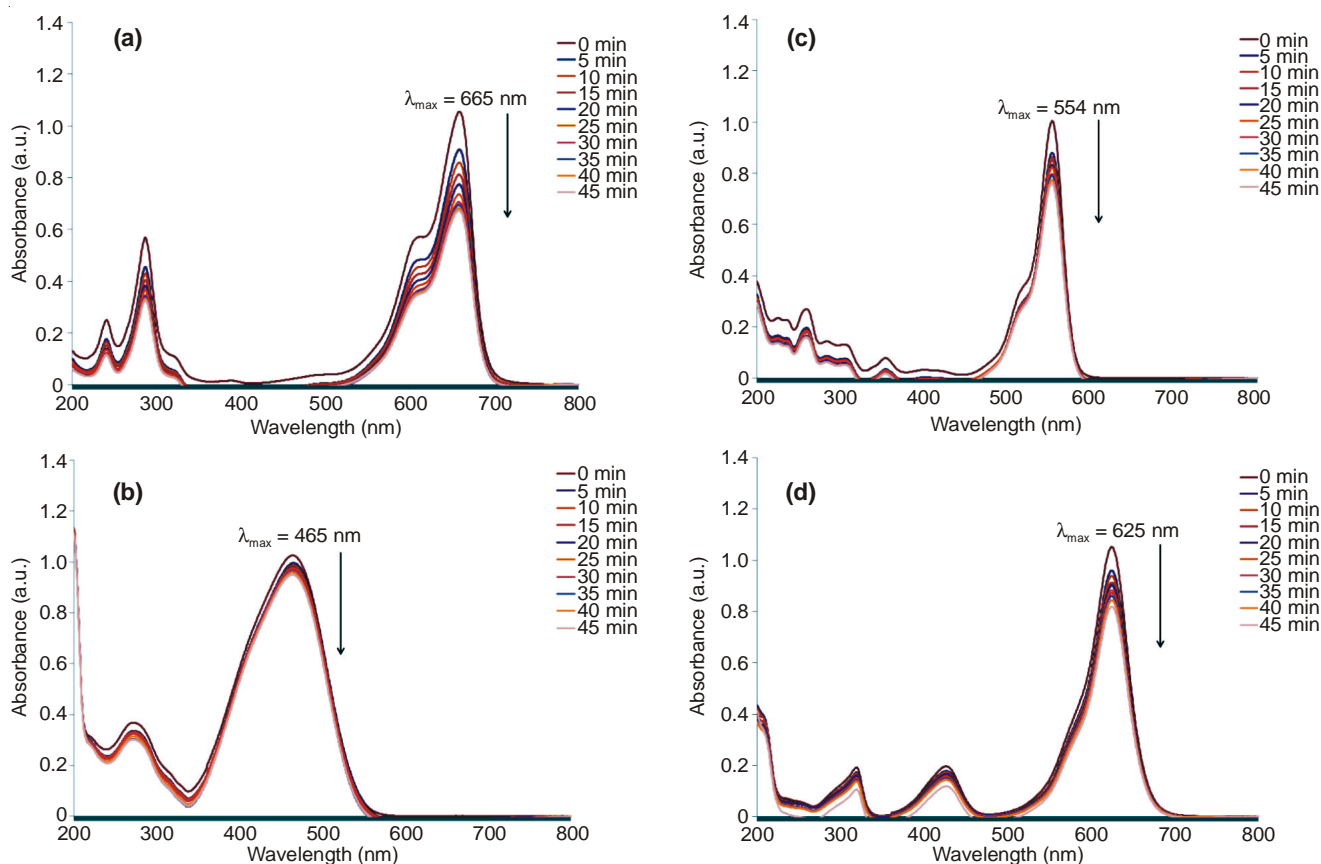 (a)
1.4
1.2
1.0
0.8
0.6
0.4
0.2
0
Absorbance (a.u.)
λmax = 665 nm
0 min
5 min
10 min
15 min
20 min
25 min
30 min
35 min
40 min
45 min
200 300 400 500 600 700 800
Wavelength (nm)
(c)
1.4
1.2
1.0
0.8
0.6
0.4
0.2
0
Absorbance (a.u.)
λmax = 554 nm
0 min
5 min
10 min
15 min
20 min
25 min
30 min
35 min
40 min
45 min
200 300 400 500 600 700 800
Wavelength (nm)
(b)
1.4
1.2
1.0
0.8
0.6
0.4
0.2
0
Absorbance (a.u.)
λmax = 465 nm
0 min
5 min
10 min
15 min
20 min
25 min
30 min
35 min
40 min
45 min
200 300 400 500 600 700 800
Wavelength (nm)
(d)
1.4
1.2
1.0
0.8
0.6
0.4
0.2
0
Absorbance (a.u.)
λmax = 625 nm
0 min
5 min
10 min
15 min
20 min
25 min
30 min
35 min
40 min
45 min
200 300 400 500 600 700 800
Wavelength (nm)